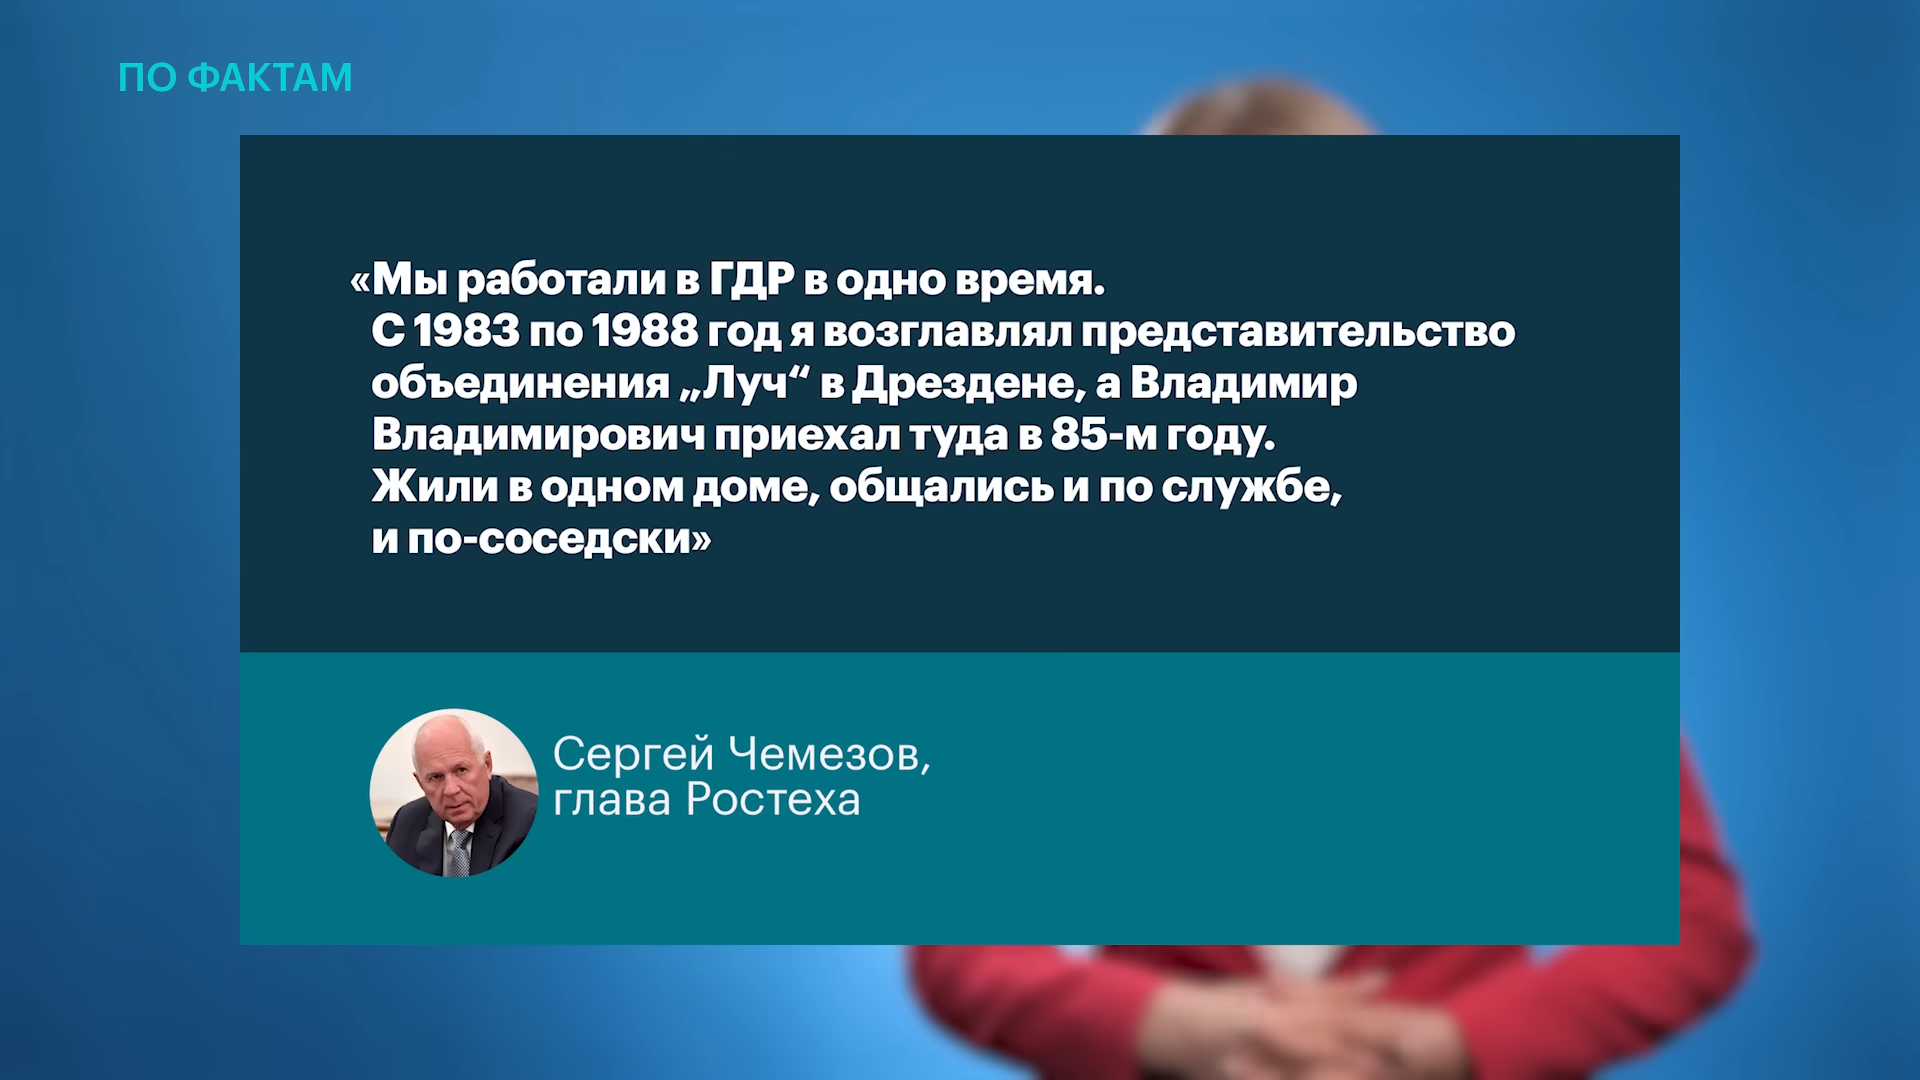 ПО ФАКТАМ
«Мы работали в ГДР в одно время.
С 1983 по 1988 год я возглавлял представительство
объединения „Луч“ в Дрездене, а Владимир
Владимирович приехал туда в 85-м году.
Жили в одном доме, общались и по службе,
и по-соседски»
Сергей Чемезов,
глава Ростеха